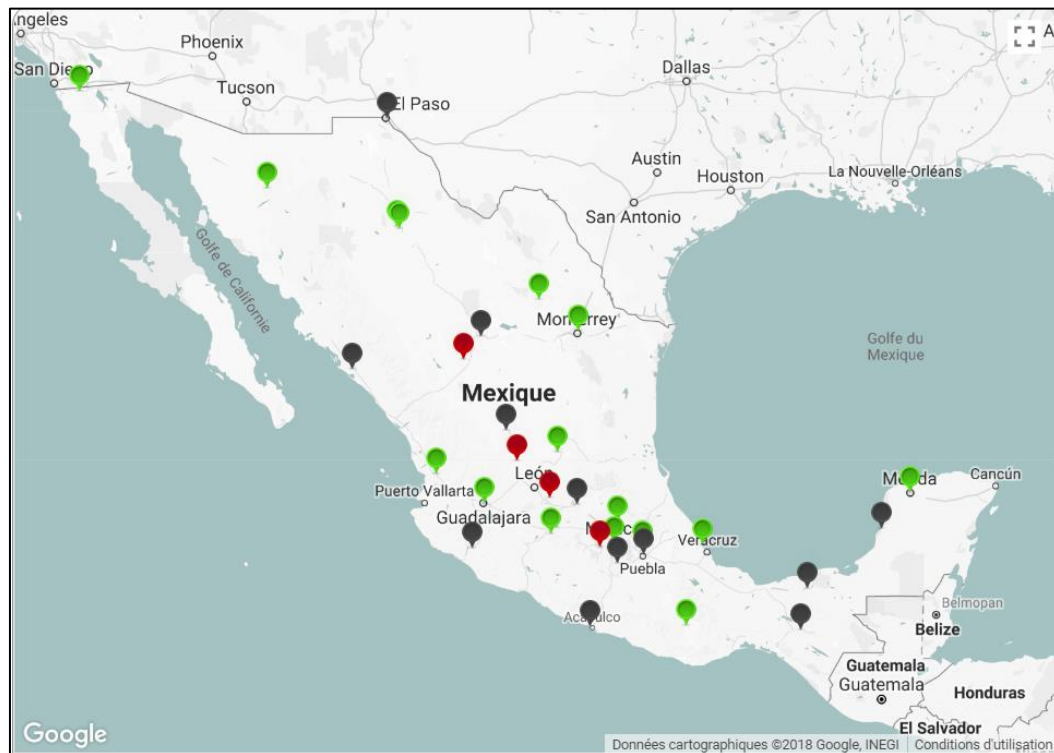 ngeles
A
Phoenix
San Diego
Dallas
Tucson
El Paso
Austin
La Nouvelle-Orléans
Houston
San Antonio
Golfe de Californie
Monterrey
Golfe du
Mexique
Mexique
León
Cancún
Puerto Vallarta
Guadalajara
Veracruz
Puebla
Belmopan
Belize
Guatemala
Guatemala
Honduras
El Salvador
Google
Données cartographiques ©2018 Google, INEGI
Conditions d'utilisation